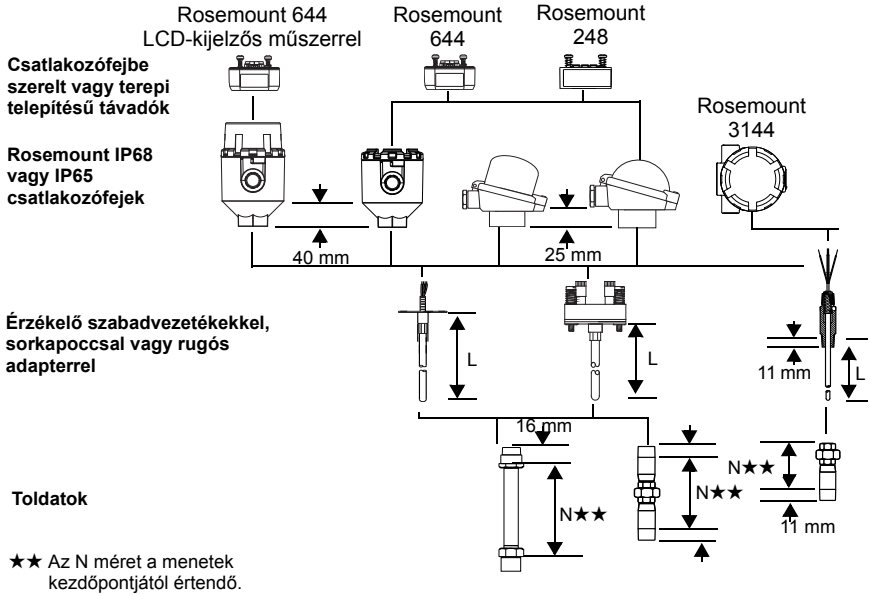 Rosemount 644
LCD-kijelzős műszerrel
Rosemount
644
Rosemount
248
Csatlakozófejbe
szerelt vagy terepi
telepítésű távadók
Rosemount
3144
Rosemount IP68
vagy IP65
csatlakozófejek
40 mm
25 mm
Érzékelő szabadvezetékekkel,
sorkapoccsal vagy rugós
adapterrel
L
L
11 mm
L
16 mm
Toldatok
N★★
N★★
N★★
11 mm
★★ Az N méret a menetek
kezdőpontjától értendő.